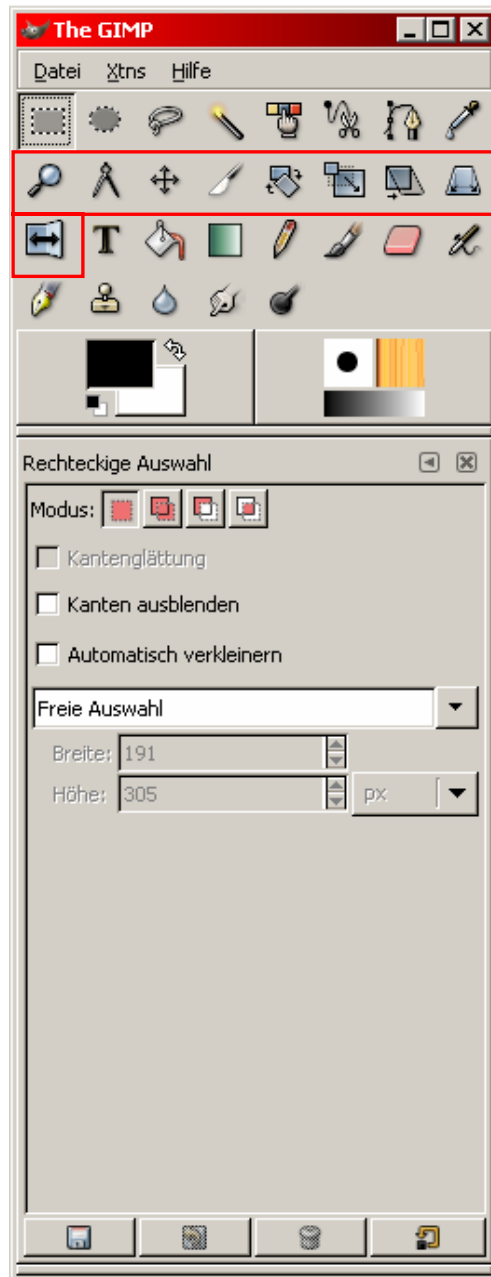 The GIMP
Datei Xtns Hilfe
T
Rechteckige Auswahl
Modus:
Kantenglättung
Kanten ausblenden
Automatisch verkleinern
Freie Auswahl
Breite: 191
Höhe: 305 px